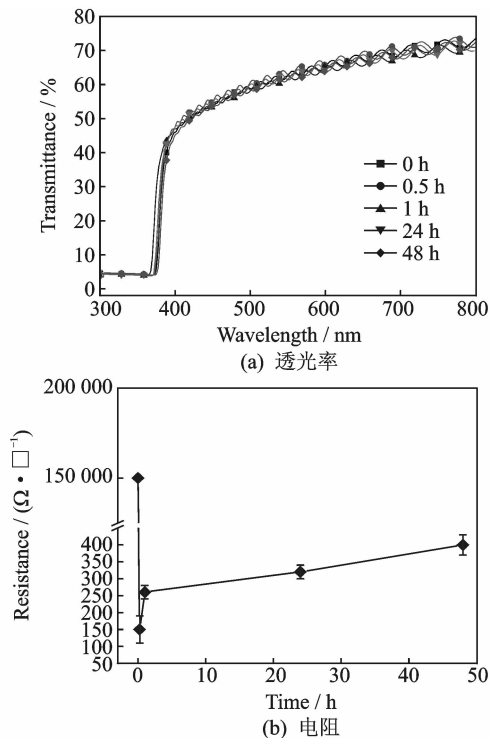 Transmittance / %
80
70
60
50
40
30
20
10
0
0 h
0.5 h
1 h
24 h
48 h
300 400 500 600 700 800
Wavelength / nm
(a) 透光率
Resistance / (Ω • □⁻¹)
200 000
150 000
400
350
300
250
200
150
100
50
0 10 20 30 40 50
Time / h
(b) 电阻